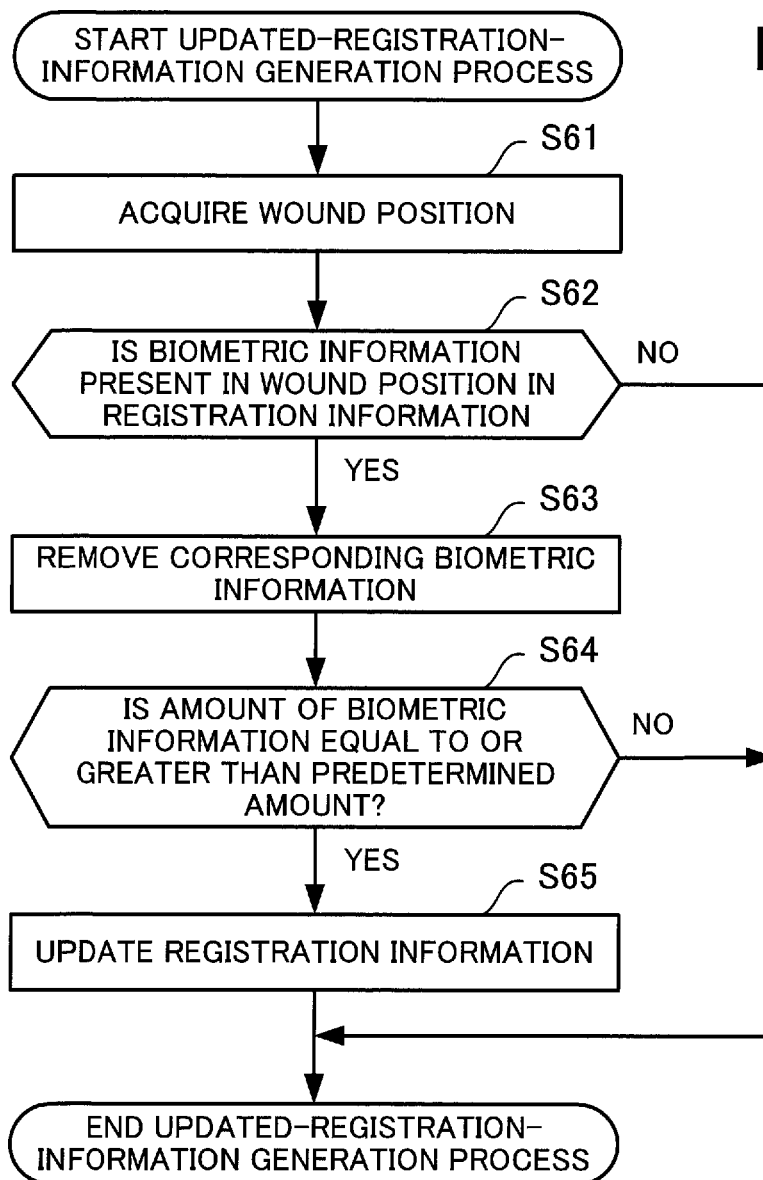 START UPDATED-REGISTRATION-
INFORMATION GENERATION PROCESS
S61
ACQUIRE WOUND POSITION
S62
IS BIOMETRIC INFORMATION
PRESENT IN WOUND POSITION IN
REGISTRATION INFORMATION
NO
YES
S63
REMOVE CORRESPONDING BIOMETRIC
INFORMATION
S64
IS AMOUNT OF BIOMETRIC
INFORMATION EQUAL TO OR
GREATER THAN PREDETERMINED
AMOUNT?
NO
YES
S65
UPDATE REGISTRATION INFORMATION
END UPDATED-REGISTRATION-
INFORMATION GENERATION PROCESS